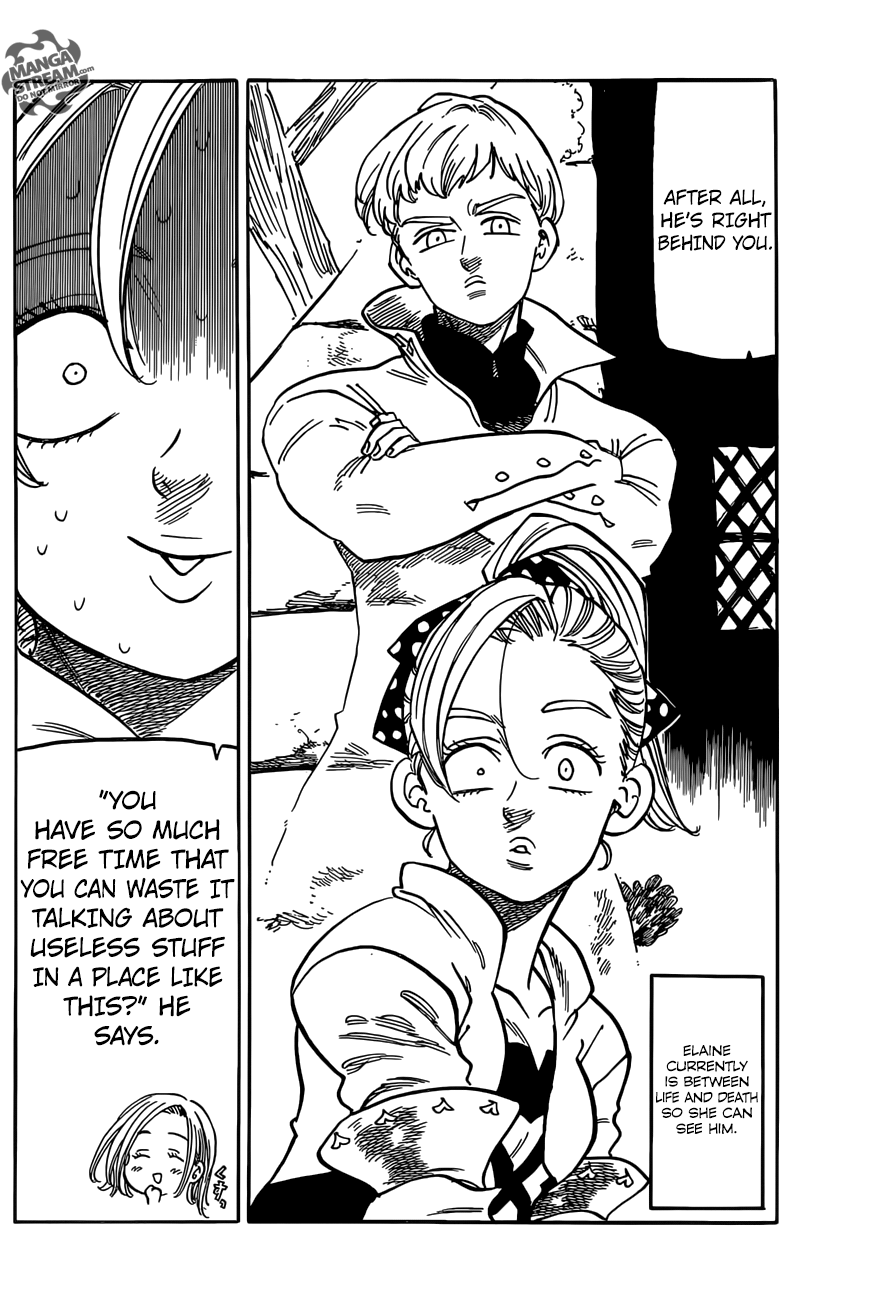 MANGA
STREAM.com
DO NOT MIRROR
AFTER ALL,
HE'S RIGHT
BEHIND YOU.
ELAINE
CURRENTLY
IS BETWEEN
LIFE AND DEATH
SO SHE CAN
SEE HIM.
"YOU
HAVE SO MUCH
FREE TIME THAT
YOU CAN WASTE IT
TALKING ABOUT
USELESS STUFF
IN A PLACE LIKE
THIS?" HE
SAYS.